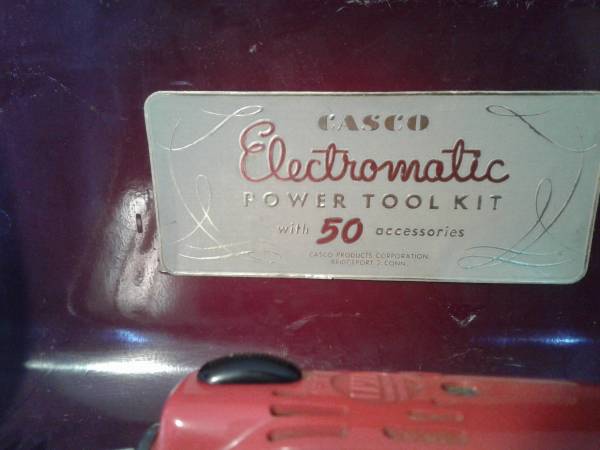 CASCO
Electromatic
POWER TOOL KIT
with 50 accessories
CASCO PRODUCTS CORPORATION
BRIDGEPORT 2, CONN.